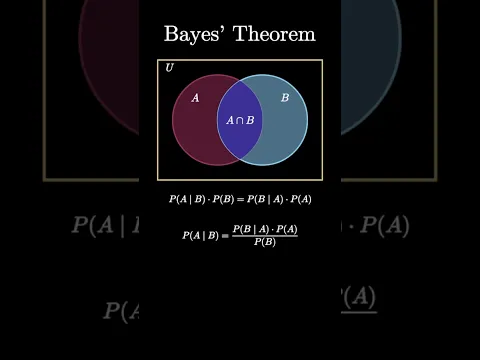 Bayes' Theorem
U
A
B
A ∩ B
P(A | B) · P(B) = P(B | A) · P(A)
P(A | B) = P(B | A) · P(A) / P(B)
P(A |
· P(A)
P(A
P(A)